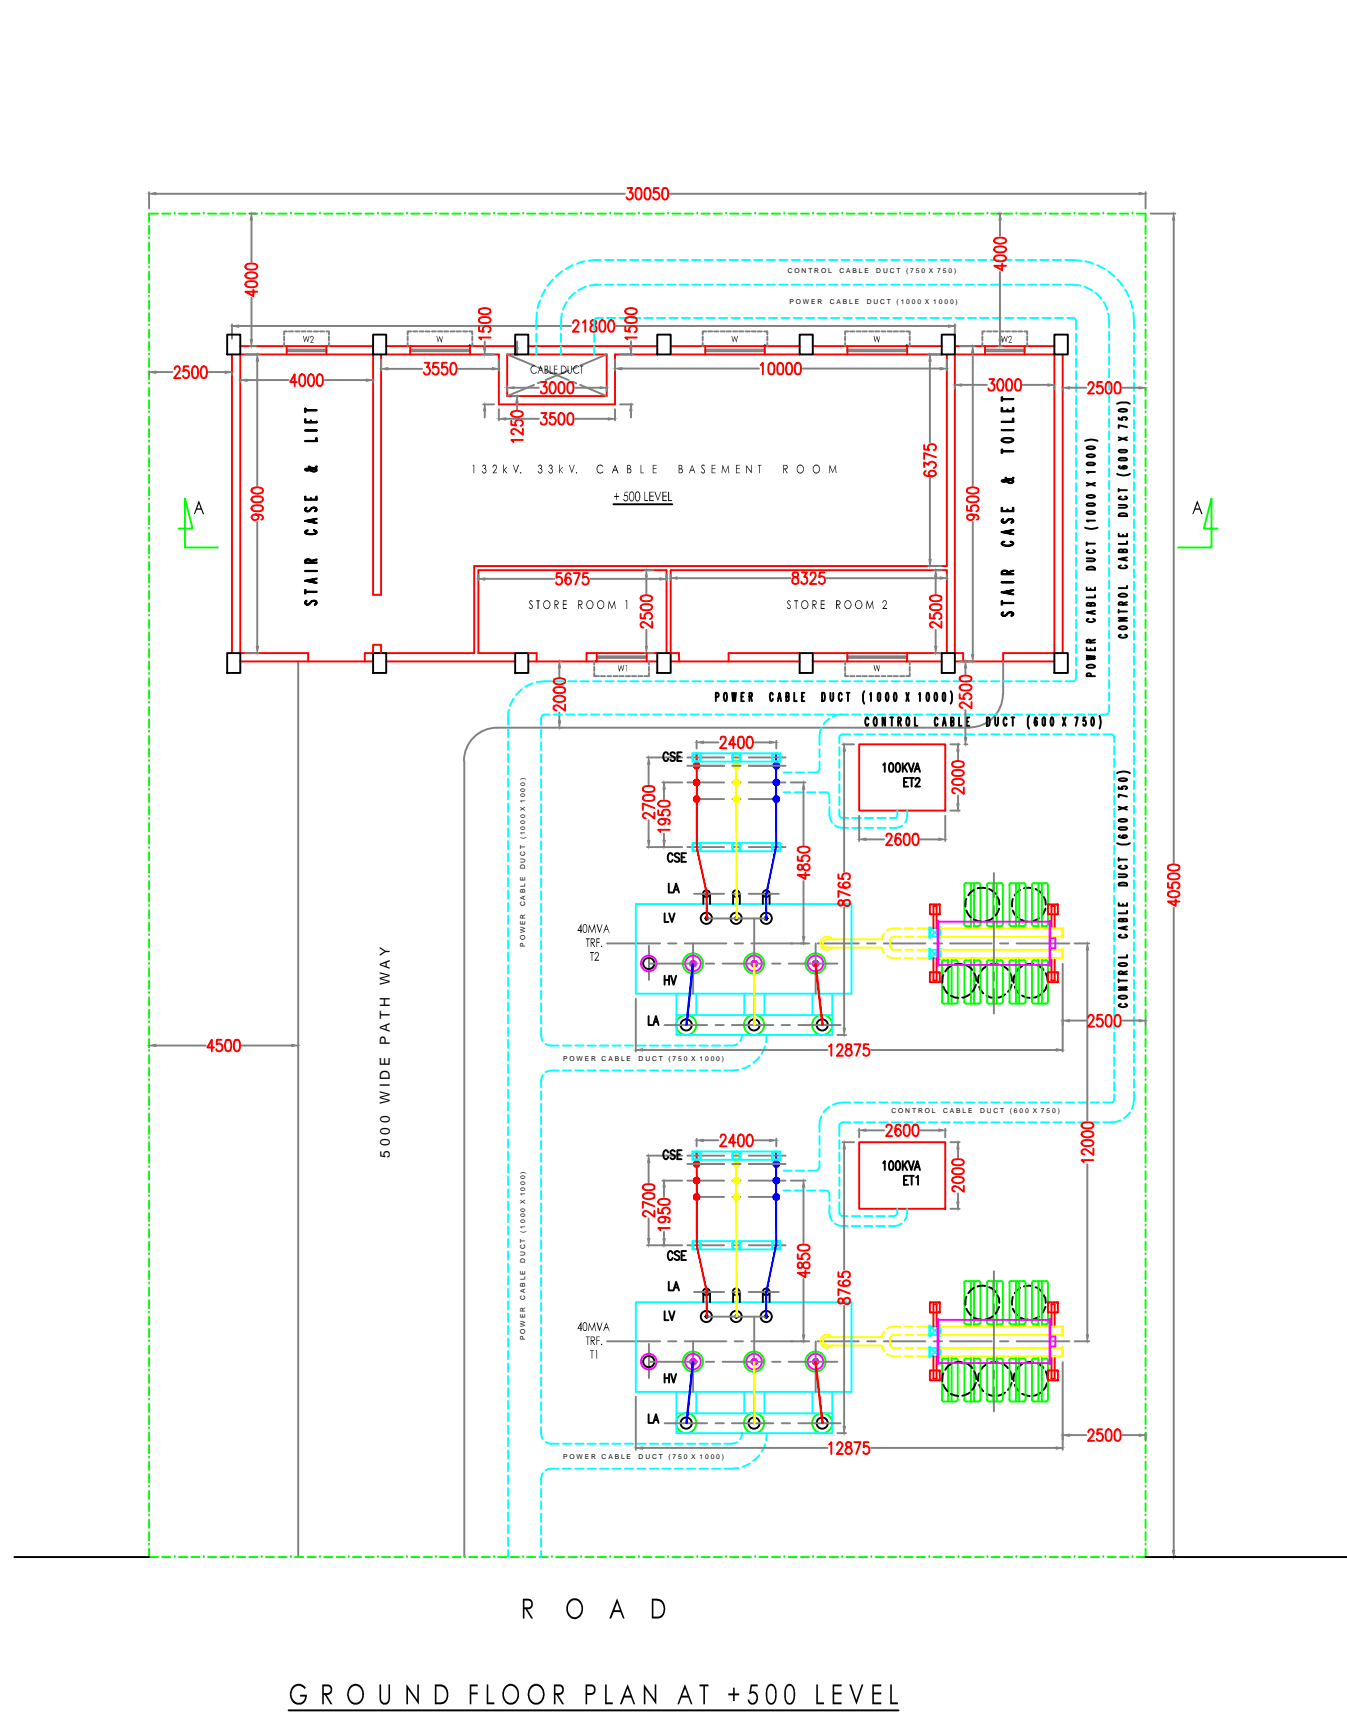 30050
4000
4000
CONTROL CABLE DUCT (750 X 750)
POWER CABLE DUCT (1000 X 1000)
1500
21800
1500
W2
W
W
W
W2
2500
4000
3550
CABLE DUCT
3000
10000
3000
2500
1250
3500
STAIR CASE & LIFT
132kV. 33kV. CABLE BASEMENT ROOM
+ 500 LEVEL
6375
9000
9500
STAIR CASE & TOILET
POWER CABLE DUCT (1000 X 1000)
CONTROL CABLE DUCT (600 X 750)
A
A
5675
8325
STORE ROOM 1
2500
STORE ROOM 2
2500
W1
W
2000
POWER CABLE DUCT (1000 X 1000)
2500
CONTROL CABLE DUCT (600 X 750)
2400
CSE
100KVA
ET2
2000
2700
1950
2600
4850
8765
CSE
LA
LV
40MVA
TRF.
T2
HV
LA
POWER CABLE DUCT (1000 X 1000)
CONTROL CABLE DUCT (600 X 750)
40500
2500
12875
4500
5000 WIDE PATH WAY
POWER CABLE DUCT (750 X 1000)
CONTROL CABLE DUCT (600 X 750)
12000
2400
2600
CSE
100KVA
ET1
2000
2700
1950
4850
8765
CSE
LA
LV
40MVA
TRF.
T1
HV
LA
POWER CABLE DUCT (1000 X 1000)
2500
12875
POWER CABLE DUCT (750 X 1000)
ROAD
GROUND FLOOR PLAN AT +500 LEVEL